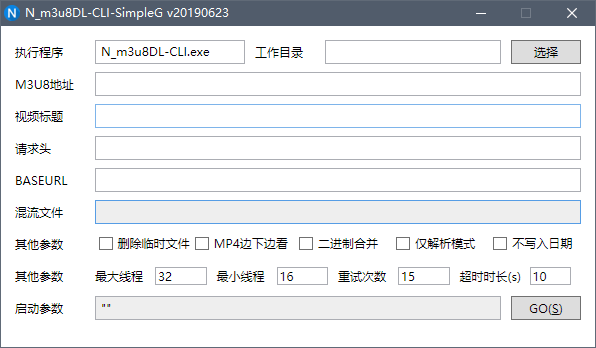 N_m3u8DL-CLI-SimpleG v20190623
执行程序 N_m3u8DL-CLI.exe 工作目录 选择
M3U8地址
视频标题
请求头
BASEURL
混流文件
其他参数 删除临时文件 MP4边下边看 二进制合并 仅解析模式 不写入日期
其他参数 最大线程 32 最小线程 16 重试次数 15 超时时长(s) 10
启动参数 "" GO(S)